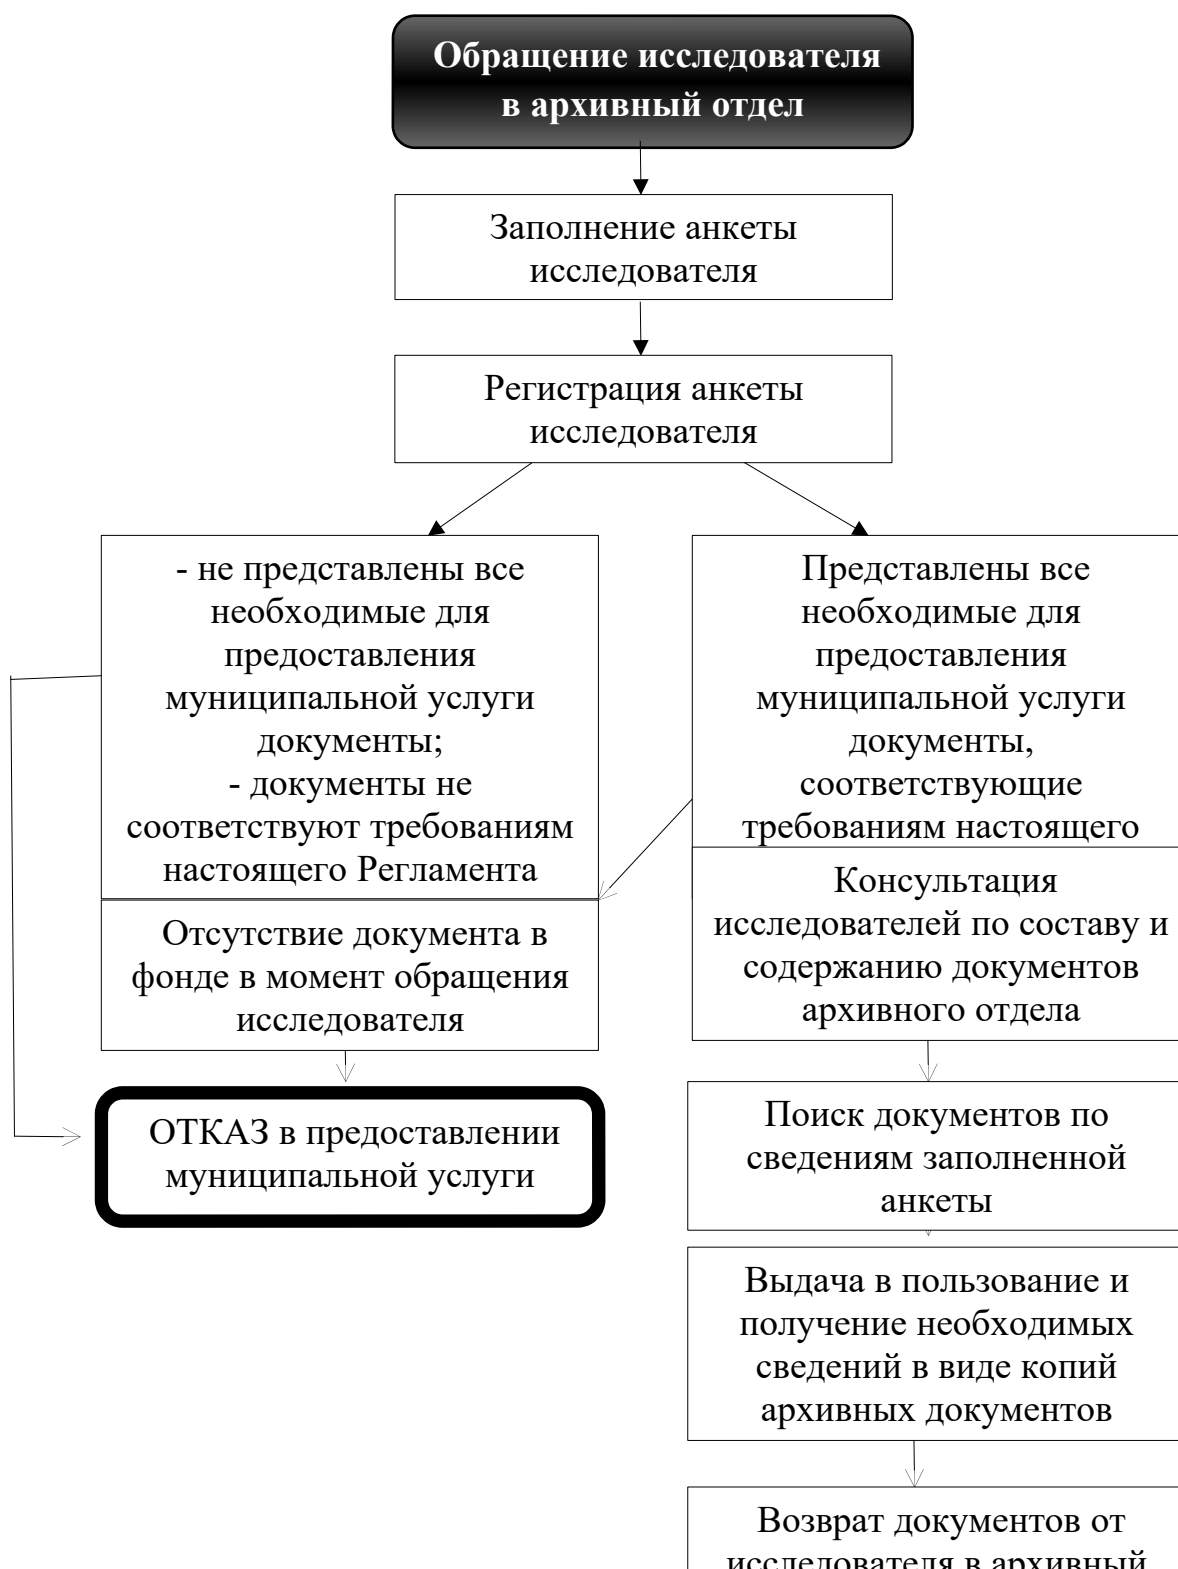 Обращение исследователя
в архивный отдел
Заполнение анкеты
исследователя
Регистрация анкеты
исследователя
- не представлены все
необходимые для
предоставления
муниципальной услуги
документы;
- документы не
соответствуют требованиям
настоящего Регламента
Представлены все
необходимые для
предоставления
муниципальной услуги
документы,
соответствующие
требованиям настоящего
Отсутствие документа в
фонде в момент обращения
исследователя
Консультация
исследователей по составу и
содержанию документов
архивного отдела
ОТКАЗ в предоставлении
муниципальной услуги
Поиск документов по
сведениям заполненной
анкеты
Выдача в пользование и
получение необходимых
сведений в виде копий
архивных документов
Возврат документов от
исследователя в архивный